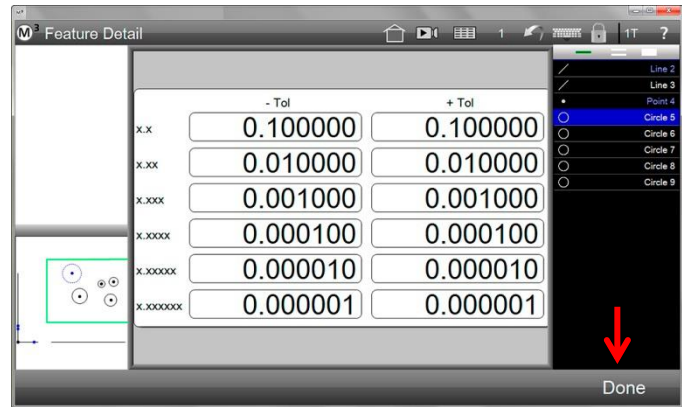 M³ Feature Detail 1 1T ?
Line 2
Line 3
- Tol + Tol
Point 4
Circle 5
x.x 0.100000 0.100000
Circle 6
Circle 7
x.xx 0.010000 0.010000
Circle 8
Circle 9
x.xxx 0.001000 0.001000
x.xxxx 0.000100 0.000100
x.xxxxx 0.000010 0.000010
x.xxxxxx 0.000001 0.000001
Done